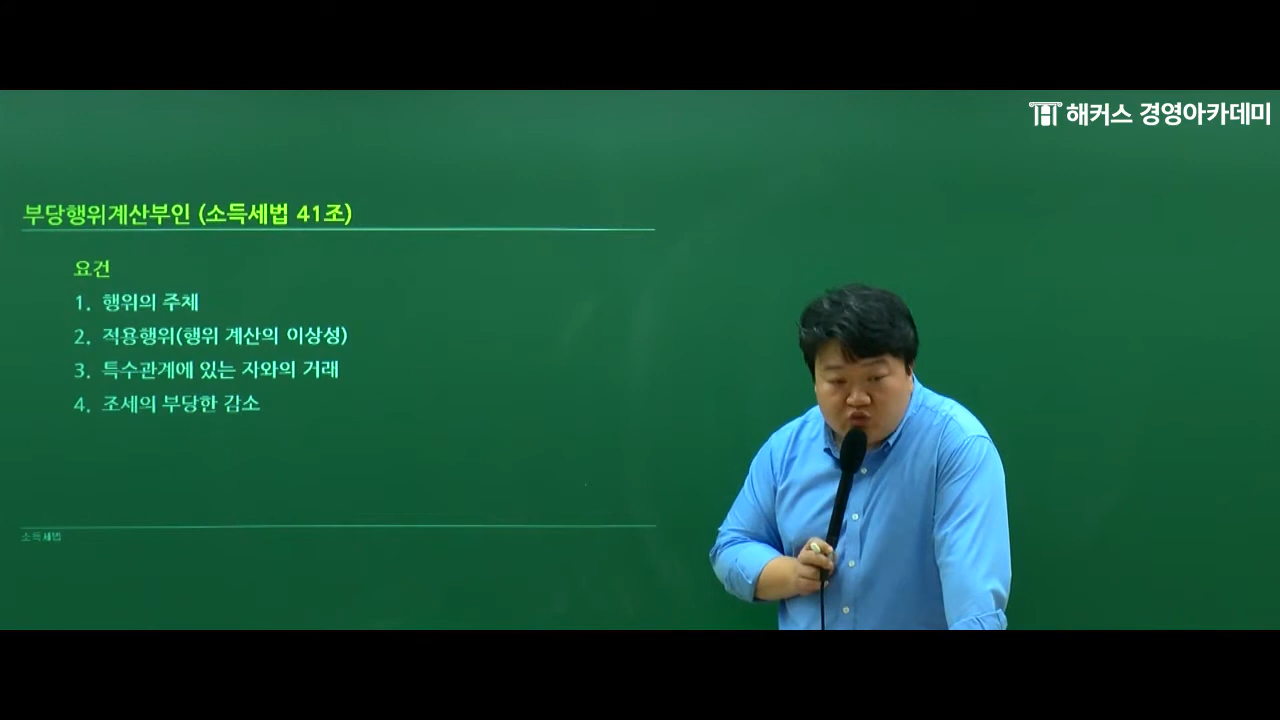 해커스 경영아카데미
부당행위계산부인 (소득세법 41조)
요건
1. 행위의 주체
2. 적용행위(행위 계산의 이상성)
3. 특수관계에 있는 자와의 거래
4. 조세의 부당한 감소
소득세법